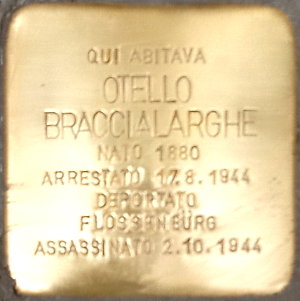 QUI ABITAVA
OTELLO
BRACCIALARGHE
NATO 1880
ARRESTATO 17.8.1944
DEPORTATO
FLOSSENBÜRG
ASSASSINATO 2.10.1944